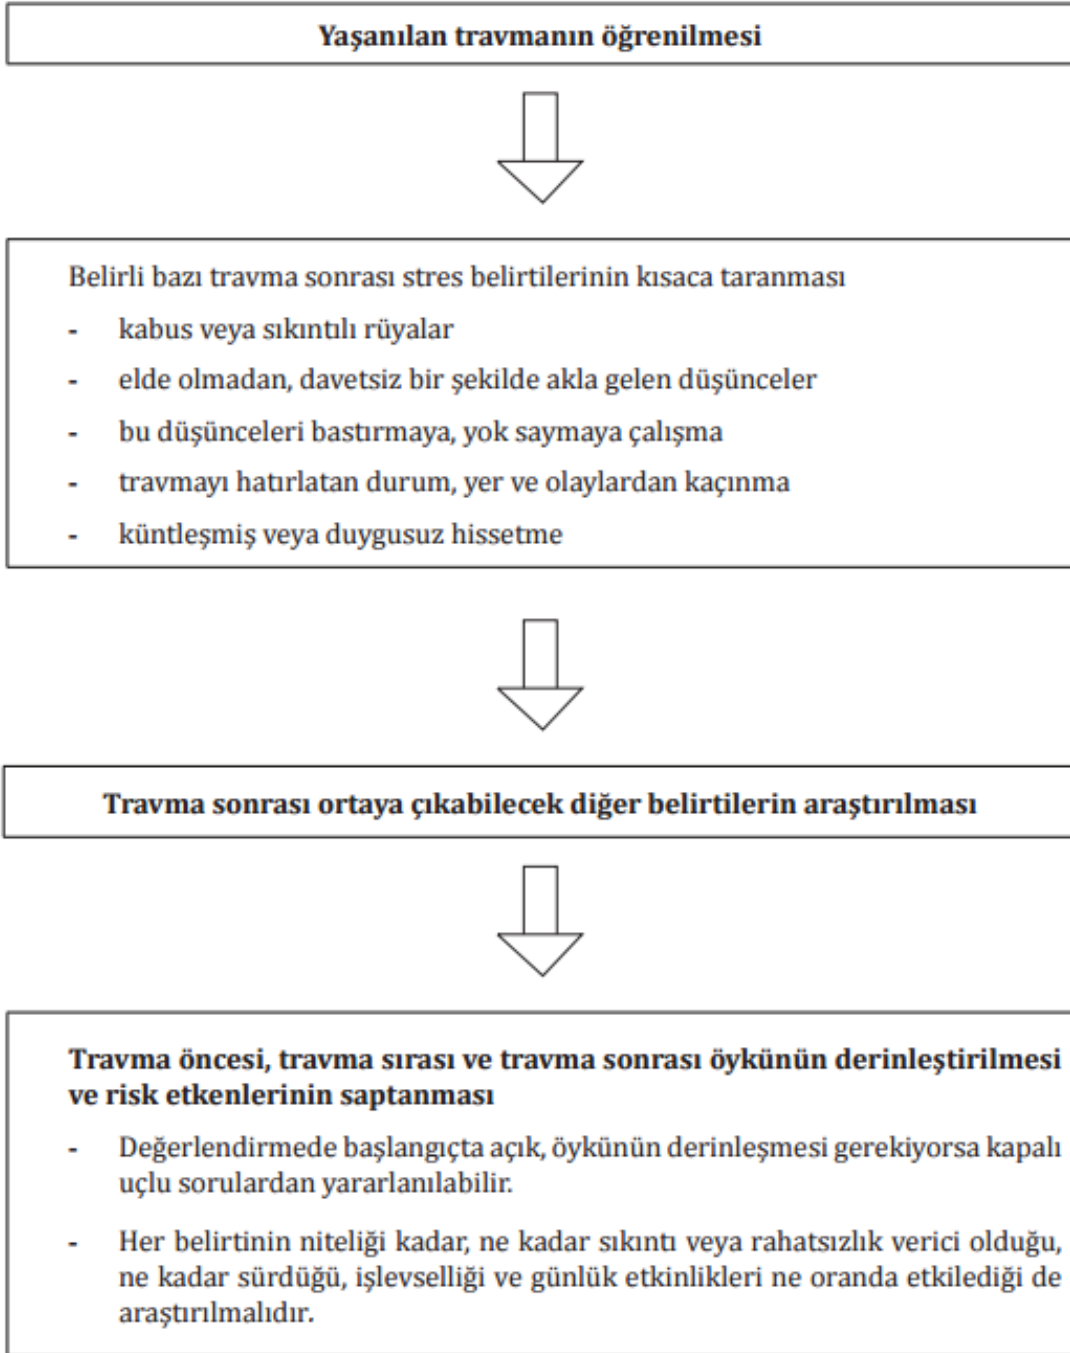 Yaşanılan travmanın öğrenilmesi
Belirli bazı travma sonrası stres belirtilerinin kısaca taranması
- kabus veya sıkıntılı rüyalar
- elde olmadan, davetsiz bir şekilde akla gelen düşünceler
- bu düşünceleri bastırmaya, yok saymaya çalışma
- travmayı hatırlatan durum, yer ve olaylardan kaçınma
- küntleşmiş veya duygusuz hissetme
Travma sonrası ortaya çıkabilecek diğer belirtilerin araştırılması
Travma öncesi, travma sırası ve travma sonrası öykünün derinleştirilmesi
ve risk etkenlerinin saptanması
- Değerlendirmede başlangıçta açık, öykünün derinleşmesi gerekiyorsa kapalı
uçlu sorulardan yararlanılabilir.
- Her belirtinin niteliği kadar, ne kadar sıkıntı veya rahatsızlık verici olduğu,
ne kadar sürdüğü, işlevselliği ve günlük etkinlikleri ne oranda etkilediği de
araştırılmalıdır.